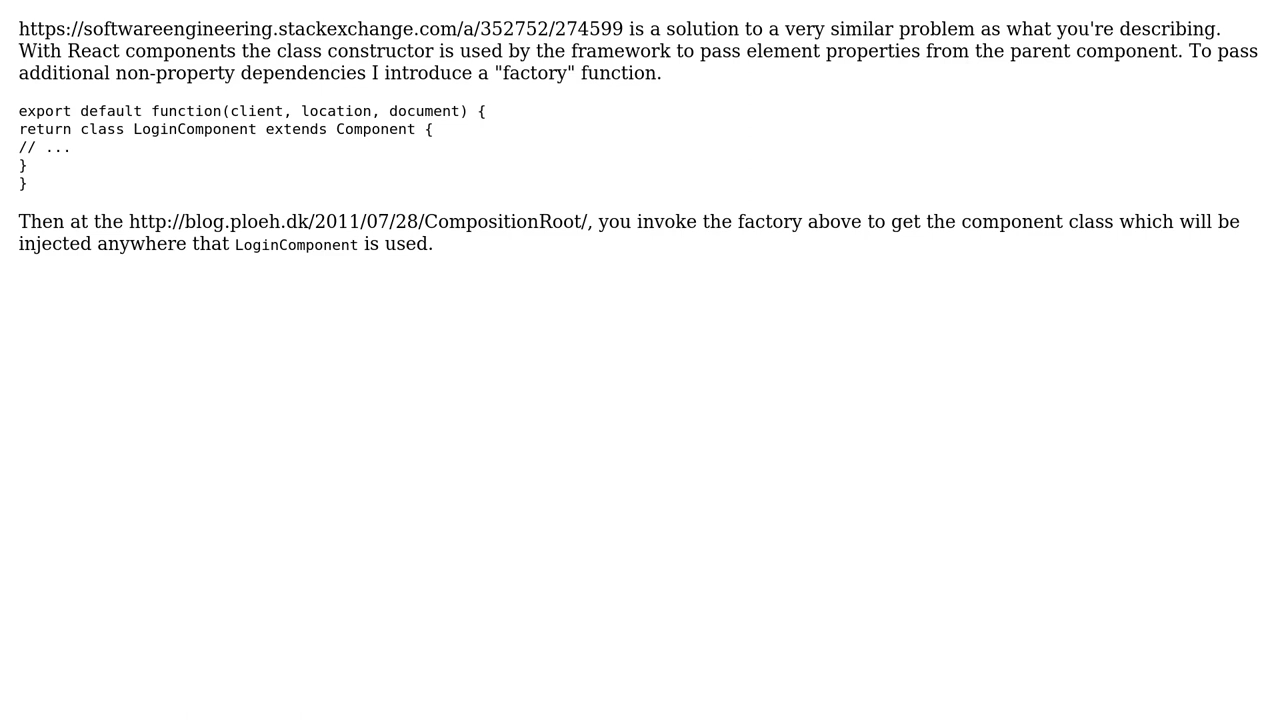 https://softwareengineering.stackexchange.com/a/352752/274599 is a solution to a very similar problem as what you're describing.
With React components the class constructor is used by the framework to pass element properties from the parent component. To pass
additional non-property dependencies I introduce a "factory" function.
export default function(client, location, document) {
return class LoginComponent extends Component {
// ...
}
}
Then at the http://blog.ploeh.dk/2011/07/28/CompositionRoot/, you invoke the factory above to get the component class which will be
injected anywhere that LoginComponent is used.